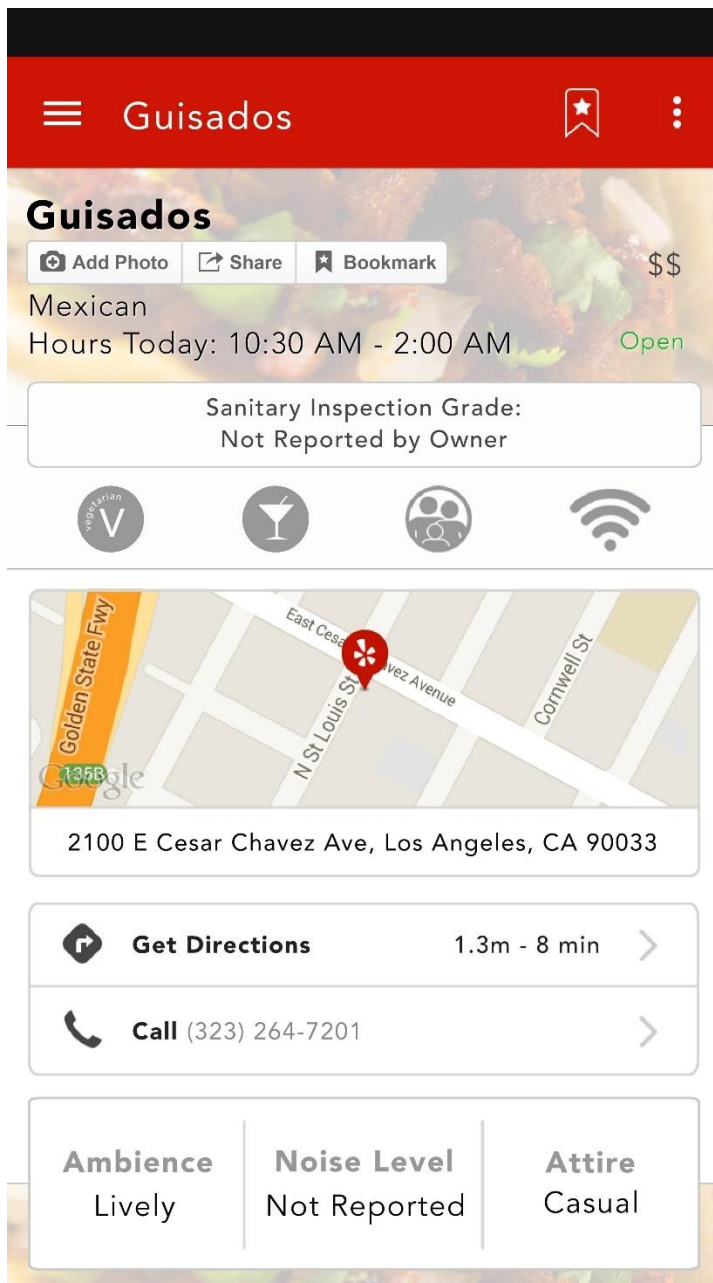 Guisados
Guisados
Add Photo Share Bookmark
$$
Mexican
Hours Today: 10:30 AM - 2:00 AM
Open
Sanitary Inspection Grade:
Not Reported by Owner
vegetarian
V
Golden State Fwy
135B
Google
East Cesa
vez Avenue
N St Louis St
Cornwell St
2100 E Cesar Chavez Ave, Los Angeles, CA 90033
Get Directions 1.3m - 8 min
Call (323) 264-7201
Ambience Noise Level Attire
Lively Not Reported Casual